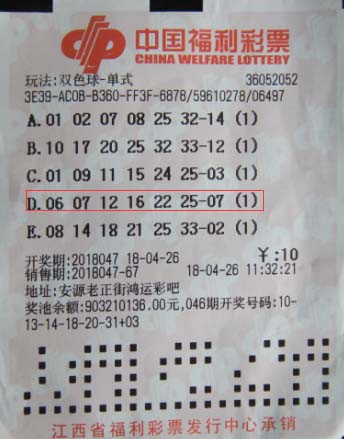 中国福利彩票
CHINA WELFARE LOTTERY
玩法:双色球-单式 36052052
3E39-AC0B-B360-FF3F-6878/59610278/06497
A.01 02 07 08 25 32-14 (1)
B.10 17 20 25 32 33-12 (1)
C.01 09 11 15 24 25-03 (1)
D.06 07 12 16 22 25-07 (1)
E.08 14 18 21 25 33-02 (1)
开奖期:2018047 18-04-26 ¥:10
销售期:2018047-67 18-04-26 11:32:21
地址:安源老正街鸿运彩吧
奖池余额:903210136.00元,046期开奖号码:10-
13-14-18-20-31+03
江西省福利彩票发行中心承销